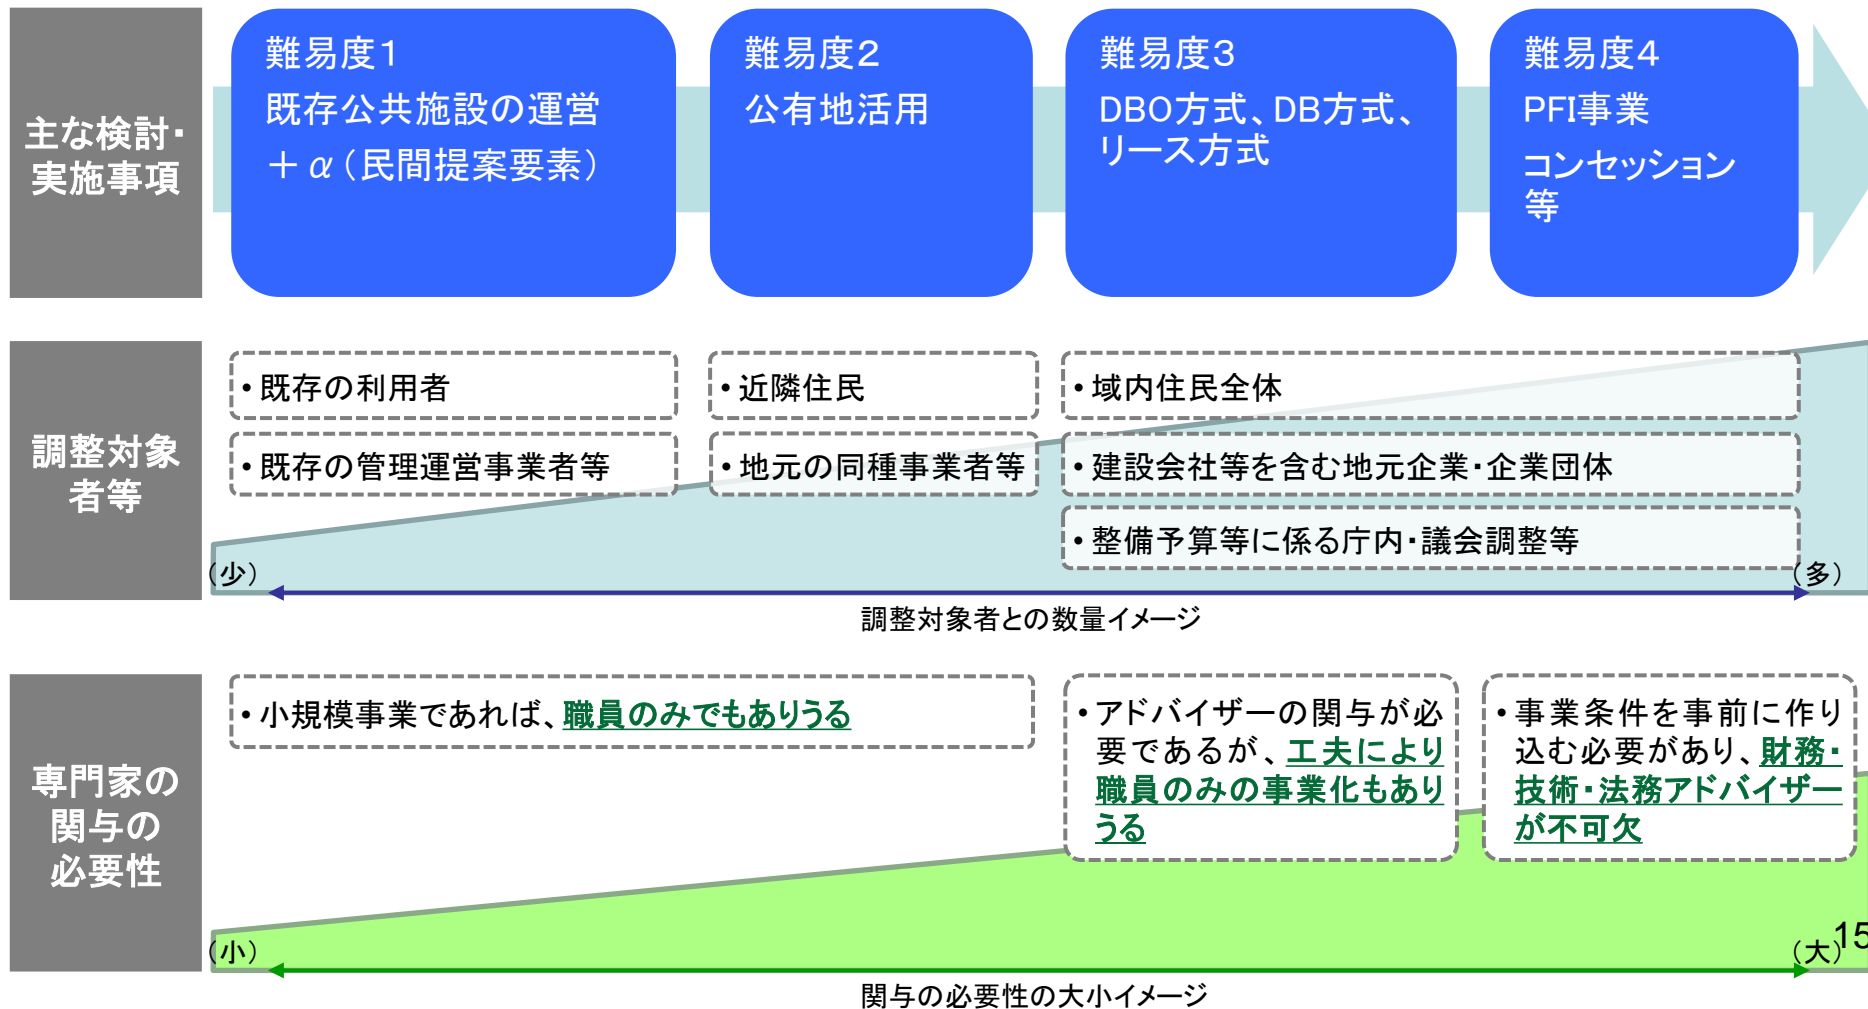 主な検討・
実施事項
難易度１
既存公共施設の運営
＋α（民間提案要素）
難易度２
公有地活用
難易度３
DBO方式、DB方式、
リース方式
難易度４
PFI事業
コンセッション
等
調整対象
者等
・既存の利用者
・既存の管理運営事業者等
・近隣住民
・地元の同種事業者等
・域内住民全体
・建設会社等を含む地元企業・企業団体
・整備予算等に係る庁内・議会調整等
（少）
（多）
調整対象者との数量イメージ
専門家の
関与の
必要性
・小規模事業であれば、職員のみでもありうる
・アドバイザーの関与が必
要であるが、工夫により
職員のみの事業化もあり
うる
・事業条件を事前に作り
込む必要があり、財務・
技術・法務アドバイザー
が不可欠
（小）
（大）
15
関与の必要性の大小イメージ